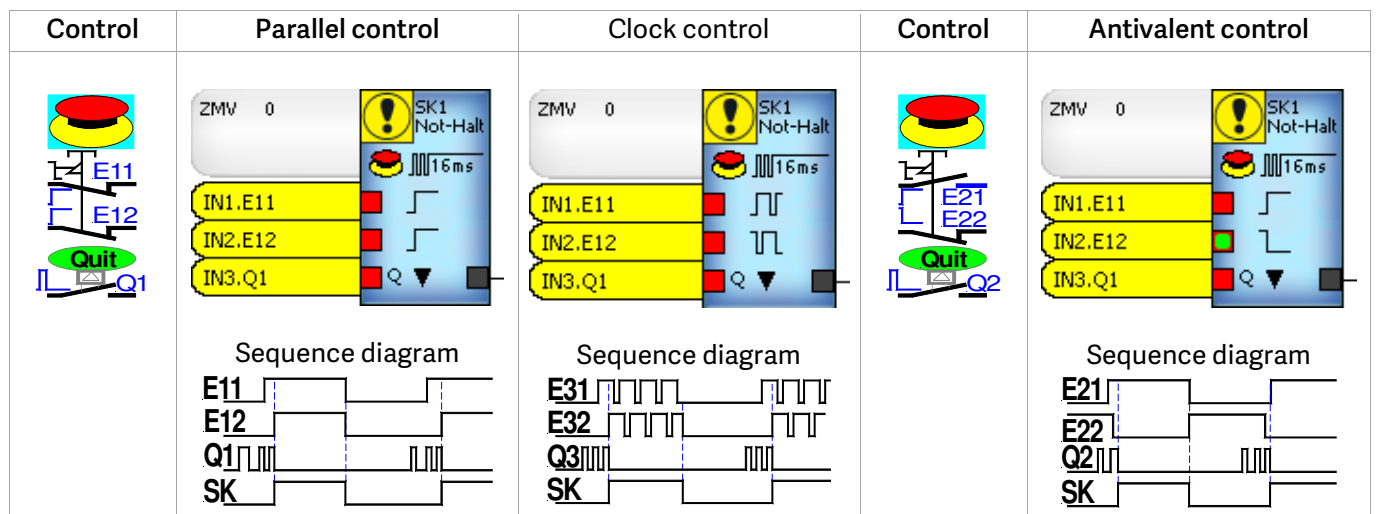 Control
Parallel control
Clock control
Control
Antivalent control
E11
E12
Quit
Q1
ZMV 0
SK1
Not-Halt
16ms
IN1.E11
IN2.E12
IN3.Q1
Q
ZMV 0
SK1
Not-Halt
16ms
IN1.E11
IN2.E12
IN3.Q1
Q
E21
E22
Quit
Q2
ZMV 0
SK1
Not-Halt
16ms
IN1.E11
IN2.E12
IN3.Q1
Q
Sequence diagram
E11
E12
Q1
SK
Sequence diagram
E31
E32
Q3
SK
Sequence diagram
E21
E22
Q2
SK